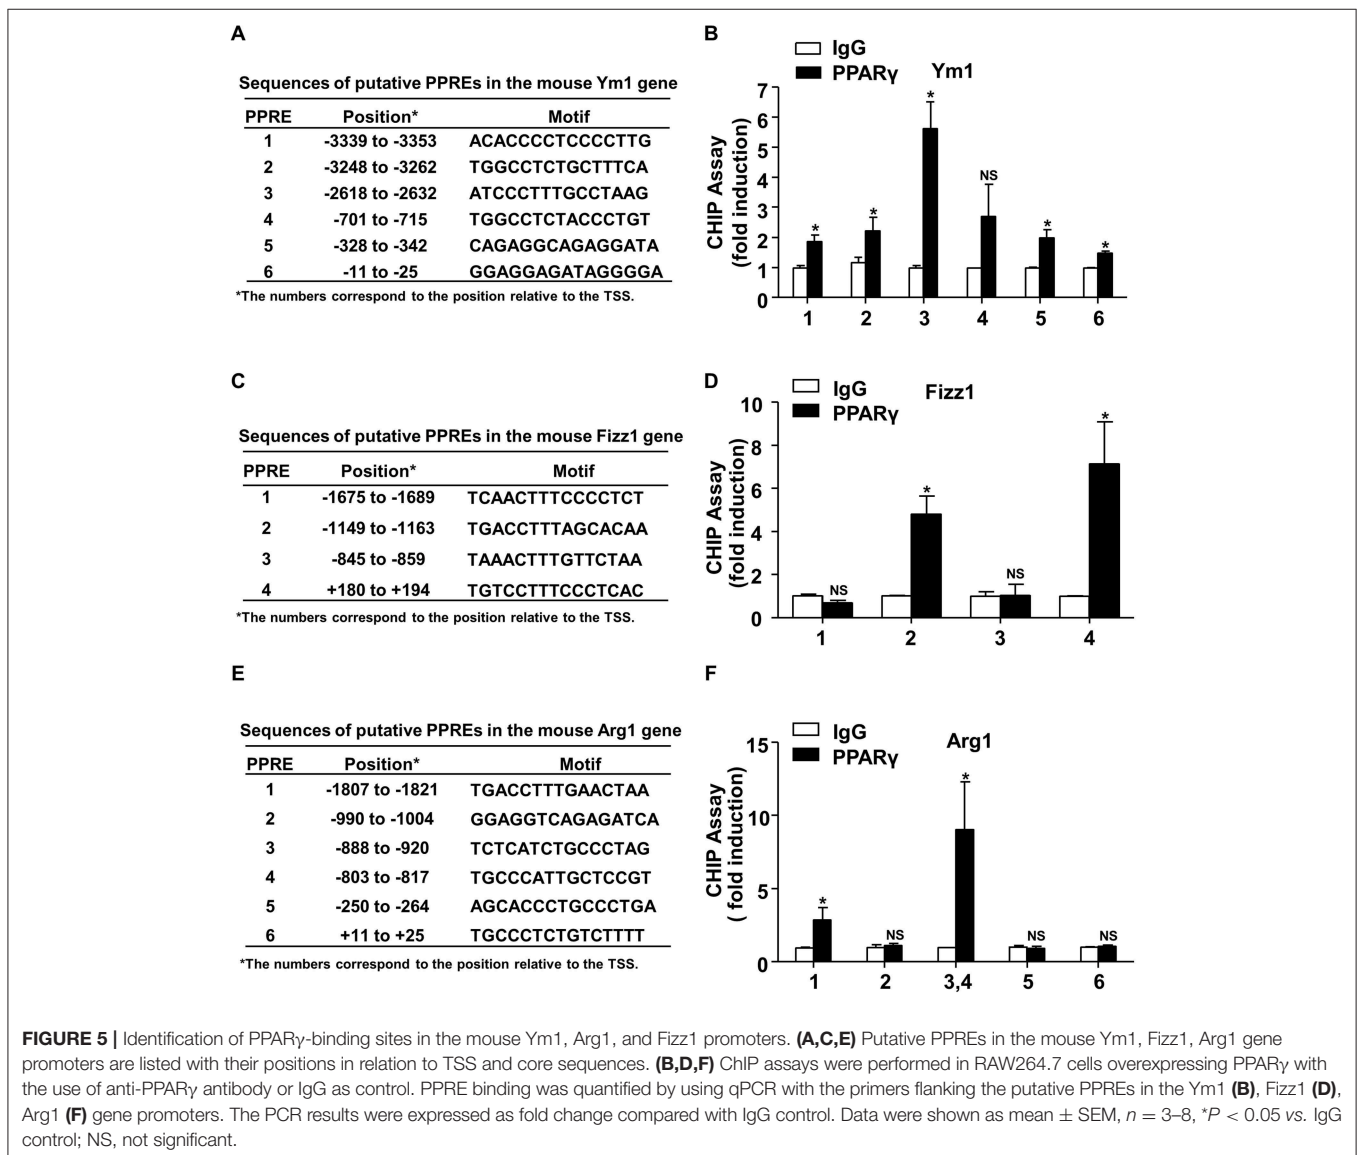 A
Sequences of putative PPREs in the mouse Ym1 gene
PPRE Position* Motif
1 -3339 to -3353 ACACCCCTCCCCTTG
2 -3248 to -3262 TGGCCTCTGCTTTCA
3 -2618 to -2632 ATCCCTTTGCCTAAG
4 -701 to -715 TGGCCTCTACCCTGT
5 -328 to -342 CAGAGGCAGAGGATA
6 -11 to -25 GGAGGAGATAGGGGA
*The numbers correspond to the position relative to the TSS.
B
IgG
PPARγ
Ym1
CHIP Assay
(fold induction)
7
6
5
4
3
2
1
0
* * * NS * *
1 2 3 4 5 6
C
Sequences of putative PPREs in the mouse Fizz1 gene
PPRE Position* Motif
1 -1675 to -1689 TCAACTTTCCCCTCT
2 -1149 to -1163 TGACCTTTAGCACAA
3 -845 to -859 TAAACTTTGTTCTAA
4 +180 to +194 TGTCCTTTCCCTCAC
*The numbers correspond to the position relative to the TSS.
D
IgG
PPARγ
Fizz1
CHIP Assay
(fold induction)
10
8
6
4
2
0
NS * NS *
1 2 3 4
E
Sequences of putative PPREs in the mouse Arg1 gene
PPRE Position* Motif
1 -1807 to -1821 TGACCTTTGAACTAA
2 -990 to -1004 GGAGGTCAGAGATCA
3 -888 to -920 TCTCATCTGCCCTAG
4 -803 to -817 TGCCCATTGCTCCGT
5 -250 to -264 AGCACCCTGCCCTGA
6 +11 to +25 TGCCCTCTGTCTTTT
*The numbers correspond to the position relative to the TSS.
F
IgG
PPARγ
Arg1
CHIP Assay
( fold induction)
15
10
5
0
* NS * NS NS
1 2 3,4 5 6
FIGURE 5 | Identification of PPARγ-binding sites in the mouse Ym1, Arg1, and Fizz1 promoters. (A,C,E) Putative PPREs in the mouse Ym1, Fizz1, Arg1 gene
promoters are listed with their positions in relation to TSS and core sequences. (B,D,F) ChIP assays were performed in RAW264.7 cells overexpressing PPARγ with
the use of anti-PPARγ antibody or IgG as control. PPRE binding was quantified by using qPCR with the primers flanking the putative PPREs in the Ym1 (B), Fizz1 (D),
Arg1 (F) gene promoters. The PCR results were expressed as fold change compared with IgG control. Data were shown as mean ± SEM, n = 3–8, *P < 0.05 vs. IgG
control; NS, not significant.